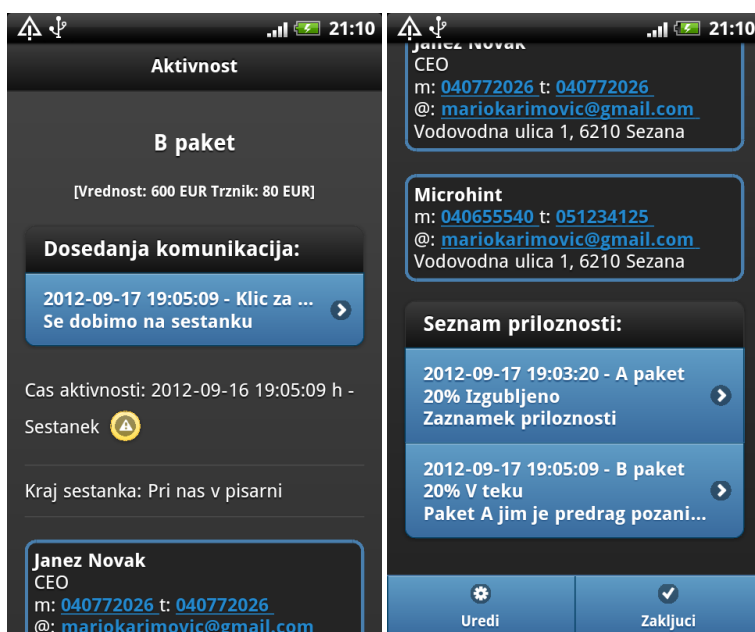 21:10
Aktivnost
B paket
[Vrednost: 600 EUR Trznik: 80 EUR]
Dosedanja komunikacija:
2012-09-17 19:05:09 - Klic za ...
Se dobimo na sestanku
Cas aktivnosti: 2012-09-16 19:05:09 h -
Sestanek
Kraj sestanka: Pri nas v pisarni
Janez Novak
CEO
m: 040772026 t: 040772026
@: mariokarimovic@gmail.com
21:10
Janez Novak
CEO
m: 040772026 t: 040772026
@: mariokarimovic@gmail.com
Vodovodna ulica 1, 6210 Sezana
Microhint
m: 040655540 t: 051234125
@: mariokarimovic@gmail.com
Vodovodna ulica 1, 6210 Sezana
Seznam priloznosti:
2012-09-17 19:03:20 - A paket
20% Izgubljeno
Zaznamek priloznosti
2012-09-17 19:05:09 - B paket
20% V teku
Paket A jim je predrag pozani...
Uredi
Zakljuci